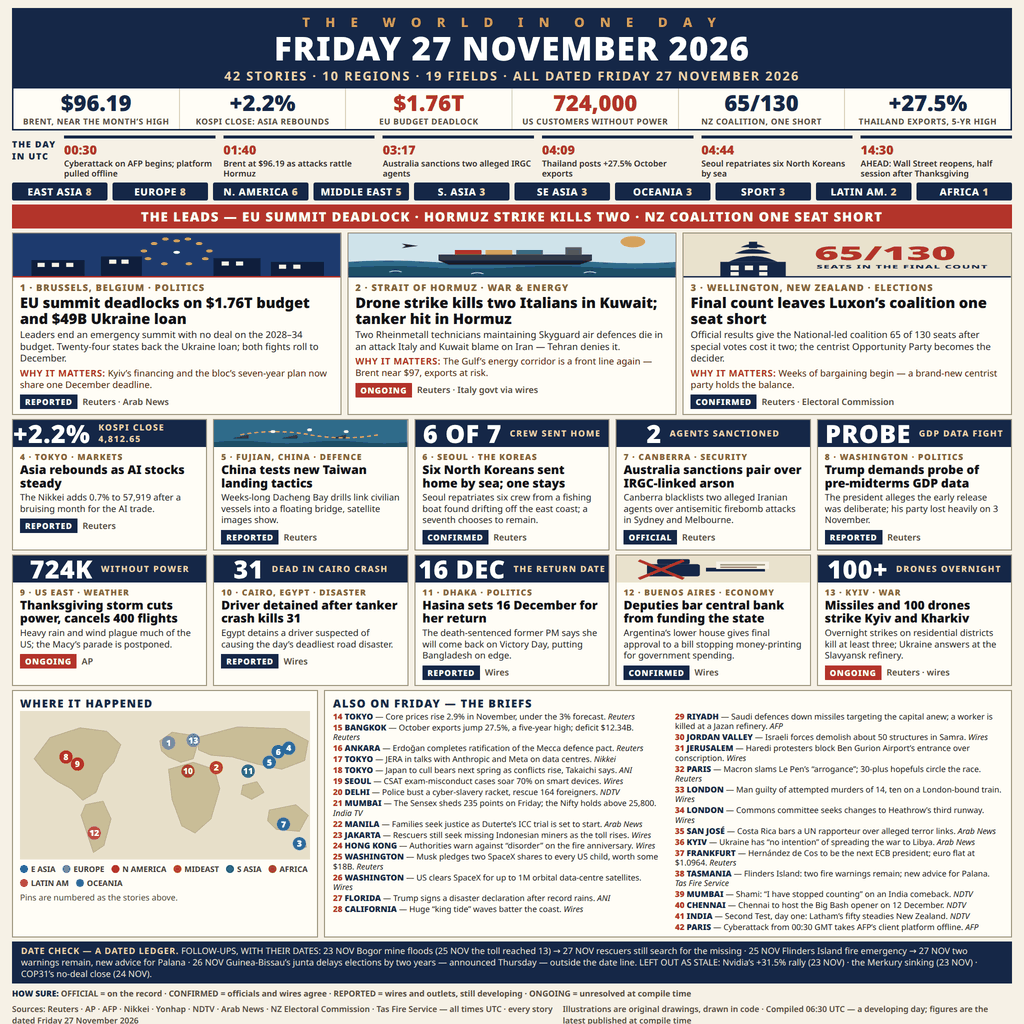 THE WORLD IN ONE DAY
FRIDAY 27 NOVEMBER 2026
42 STORIES · 10 REGIONS · 19 FIELDS · ALL DATED FRIDAY 27 NOVEMBER 2026
$96.19
BRENT, NEAR THE MONTH'S HIGH
+2.2%
KOSPI CLOSE: ASIA REBOUNDS
$1.76T
EU BUDGET DEADLOCK
724,000
US CUSTOMERS WITHOUT POWER
65/130
NZ COALITION, ONE SHORT
+27.5%
THAILAND EXPORTS, 5-YR HIGH
THE DAY
IN UTC
00:30
Cyberattack on AFP begins; platform
pulled offline
01:40
Brent at $96.19 as attacks rattle
Hormuz
03:17
Australia sanctions two alleged IRGC
agents
04:09
Thailand posts +27.5% October
exports
04:44
Seoul repatriates six North Koreans
by sea
14:30
AHEAD: Wall Street reopens, half
session after Thanksgiving
EAST ASIA 8
EUROPE 8
N. AMERICA 6
MIDDLE EAST 5
S. ASIA 3
SE ASIA 3
OCEANIA 3
SPORT 3
LATIN AM. 2
AFRICA 1
THE LEADS — EU SUMMIT DEADLOCK · HORMUZ STRIKE KILLS TWO · NZ COALITION ONE SEAT SHORT
1 · BRUSSELS, BELGIUM · POLITICS
EU summit deadlocks on $1.76T budget
and $49B Ukraine loan
Leaders end an emergency summit with no deal on the 2028–34
budget. Twenty-four states back the Ukraine loan; both fights roll to
December.
WHY IT MATTERS: Kyiv's financing and the bloc's seven-year plan now
share one December deadline.
REPORTED Reuters · Arab News
2 · STRAIT OF HORMUZ · WAR & ENERGY
Drone strike kills two Italians in Kuwait;
tanker hit in Hormuz
Two Rheinmetall technicians maintaining Skyguard air defences die in
an attack Italy and Kuwait blame on Iran — Tehran denies it.
WHY IT MATTERS: The Gulf's energy corridor is a front line again —
Brent near $97, exports at risk.
ONGOING Reuters · Italy govt via wires
65/130
SEATS IN THE FINAL COUNT
3 · WELLINGTON, NEW ZEALAND · ELECTIONS
Final count leaves Luxon's coalition one
seat short
Official results give the National-led coalition 65 of 130 seats after
special votes cost it two; the centrist Opportunity Party becomes the
decider.
WHY IT MATTERS: Weeks of bargaining begin — a brand-new centrist
party holds the balance.
CONFIRMED Reuters · Electoral Commission
+2.2% KOSPI CLOSE
4,812.65
4 · TOKYO · MARKETS
Asia rebounds as AI stocks
steady
The Nikkei adds 0.7% to 57,919 after a
bruising month for the AI trade.
REPORTED Reuters
5 · FUJIAN, CHINA · DEFENCE
China tests new Taiwan
landing tactics
Weeks-long Dacheng Bay drills link civilian
vessels into a floating bridge, satellite
images show.
REPORTED Reuters
6 OF 7 CREW SENT HOME
6 · SEOUL · THE KOREAS
Six North Koreans sent
home by sea; one stays
Seoul repatriates six crew from a fishing
boat found drifting off the east coast; a
seventh chooses to remain.
CONFIRMED Reuters
2 AGENTS SANCTIONED
7 · CANBERRA · SECURITY
Australia sanctions pair over
IRGC-linked arson
Canberra blacklists two alleged Iranian
agents over antisemitic firebomb attacks
in Sydney and Melbourne.
OFFICIAL Reuters
PROBE GDP DATA FIGHT
8 · WASHINGTON · POLITICS
Trump demands probe of
pre-midterms GDP data
The president alleges the early release
was deliberate; his party lost heavily on 3
November.
REPORTED Reuters
724K WITHOUT POWER
9 · US EAST · WEATHER
Thanksgiving storm cuts
power, cancels 400 flights
Heavy rain and wind plague much of the
US; the Macy's parade is postponed.
ONGOING AP
31 DEAD IN CAIRO CRASH
10 · CAIRO, EGYPT · DISASTER
Driver detained after tanker
crash kills 31
Egypt detains a driver suspected of
causing the day's deadliest road disaster.
REPORTED Wires
16 DEC THE RETURN DATE
11 · DHAKA · POLITICS
Hasina sets 16 December for
her return
The death-sentenced former PM says she
will come back on Victory Day, putting
Bangladesh on edge.
REPORTED Wires
12 · BUENOS AIRES · ECONOMY
Deputies bar central bank
from funding the state
Argentina's lower house gives final
approval to a bill stopping money-printing
for government spending.
CONFIRMED Wires
100+ DRONES OVERNIGHT
13 · KYIV · WAR
Missiles and 100 drones
strike Kyiv and Kharkiv
Overnight strikes on residential districts
kill at least three; Ukraine answers at the
Slavyansk refinery.
ONGOING Reuters · wires
WHERE IT HAPPENED
1 13 8 9 10 2 11 5 6 4 12 7 3
E ASIA EUROPE N AMERICA MIDEAST S ASIA AFRICA
LATIN AM OCEANIA
Pins are numbered as the stories above.
ALSO ON FRIDAY — THE BRIEFS
14 TOKYO — Core prices rise 2.9% in November, under the 3% forecast. Reuters
15 BANGKOK — October exports jump 27.5%, a five-year high; deficit $12.34B.
Reuters
16 ANKARA — Erdoğan completes ratification of the Mecca defence pact. Reuters
17 TOKYO — JERA in talks with Anthropic and Meta on data centres. Nikkei
18 TOKYO — Japan to cull bears next spring as conflicts rise, Takaichi says. ANI
19 SEOUL — CSAT exam-misconduct cases soar 70% on smart devices. Wires
20 DELHI — Police bust a cyber-slavery racket, rescue 164 foreigners. NDTV
21 MUMBAI — The Sensex sheds 235 points on Friday; the Nifty holds above 25,800.
India TV
22 MANILA — Families seek justice as Duterte's ICC trial is set to start. Arab News
23 JAKARTA — Rescuers still seek missing Indonesian miners as the toll rises. Wires
24 HONG KONG — Authorities warn against “disorder” on the fire anniversary. Wires
25 WASHINGTON — Musk pledges two SpaceX shares to every US child, worth some
$18B. Reuters
26 WASHINGTON — US clears SpaceX for up to 1M orbital data-centre satellites.
Wires
27 FLORIDA — Trump signs a disaster declaration after record rains. ANI
28 CALIFORNIA — Huge “king tide” waves batter the coast. Wires
29 RIYADH — Saudi defences down missiles targeting the capital anew; a worker is
killed at a Jazan refinery. AFP
30 JORDAN VALLEY — Israeli forces demolish about 50 structures in Samra. Wires
31 JERUSALEM — Haredi protesters block Ben Gurion Airport's entrance over
conscription. Wires
32 PARIS — Macron slams Le Pen's “arrogance”; 30-plus hopefuls circle the race.
Reuters
33 LONDON — Man guilty of attempted murders of 14, ten on a London-bound train.
Wires
34 LONDON — Commons committee seeks changes to Heathrow's third runway.
Wires
35 SAN JOSÉ — Costa Rica bars a UN rapporteur over alleged terror links. Arab News
36 KYIV — Ukraine has “no intention” of spreading the war to Libya. Arab News
37 FRANKFURT — Hernández de Cos to be the next ECB president; euro flat at
$1.0964. Reuters
38 TASMANIA — Flinders Island: two fire warnings remain; new advice for Palana.
Tas Fire Service
39 MUMBAI — Shami: “I have stopped counting” on an India comeback. NDTV
40 CHENNAI — Chennai to host the Big Bash opener on 12 December. NDTV
41 INDIA — Second Test, day one: Latham's fifty steadies New Zealand. NDTV
42 PARIS — Cyberattack from 00:30 GMT takes AFP's client platform offline. AFP
DATE CHECK — A DATED LEDGER. FOLLOW-UPS, WITH THEIR DATES: 23 NOV Bogor mine floods (25 NOV the toll reached 13) → 27 NOV rescuers still search for the missing · 25 NOV Flinders Island fire emergency → 27 NOV two
warnings remain, new advice for Palana · 26 NOV Guinea-Bissau's junta delays elections by two years — announced Thursday — outside the date line. LEFT OUT AS STALE: Nvidia's +31.5% rally (23 NOV) · the Merkury sinking (23 NOV) ·
COP31's no-deal close (24 NOV).
HOW SURE: OFFICIAL = on the record · CONFIRMED = officials and wires agree · REPORTED = wires and outlets, still developing · ONGOING = unresolved at compile time
Sources: Reuters · AP · AFP · Nikkei · Yonhap · NDTV · Arab News · NZ Electoral Commission · Tas Fire Service — all times UTC · every story
dated Friday 27 November 2026
Illustrations are original drawings, drawn in code · Compiled 06:30 UTC — a developing day; figures are the
latest published at compile time